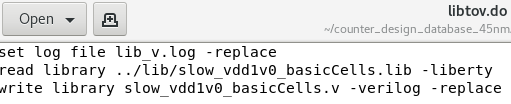 Open
libtov.do
~/counter_design_database_45nm
set log file lib_v.log -replace
read library ../lib/slow_vdd1v0_basicCells.lib -liberty
write library slow_vdd1v0_basicCells.v -verilog -replace